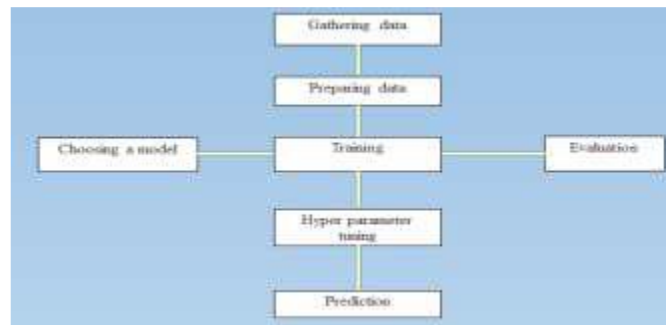 Gathering data
Preparing data
Choosing a model
Training
Evaluation
Hyper parameter
tuning
Prediction